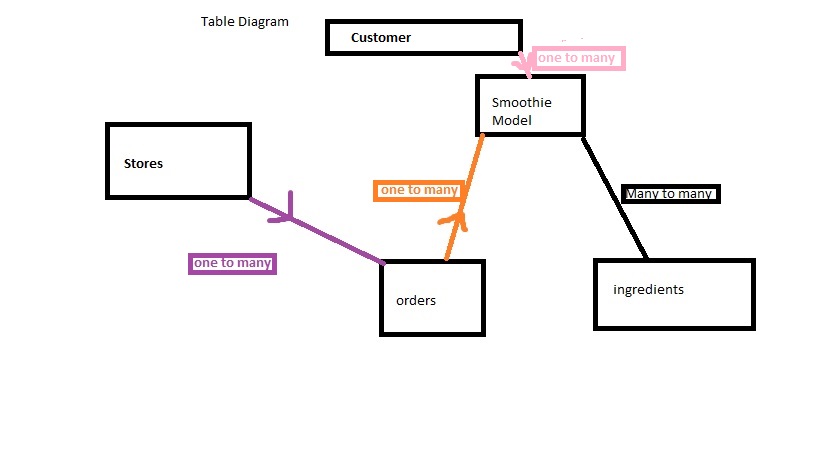 Table Diagram
Customer
one to many
Smoothie
Model
Stores
one to many
Many to many
one to many
ingredients
orders